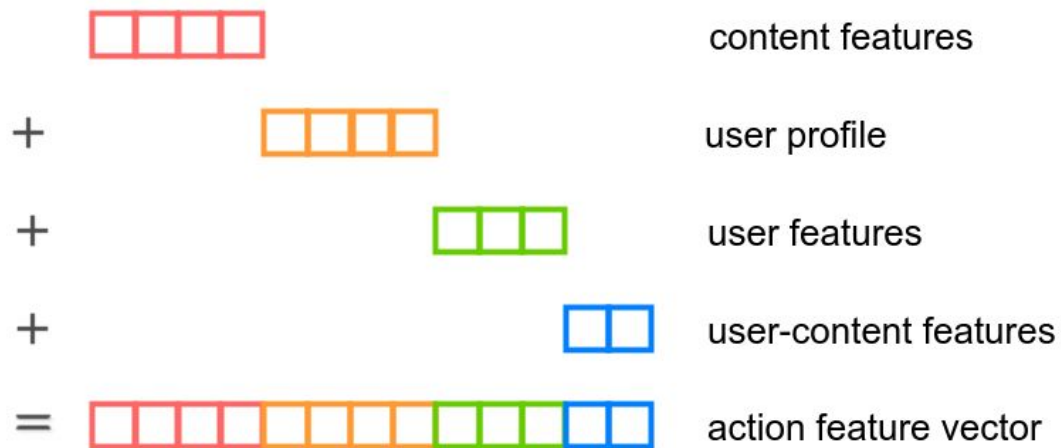 content features
+ user profile
+ user features
+ user-content features
= action feature vector